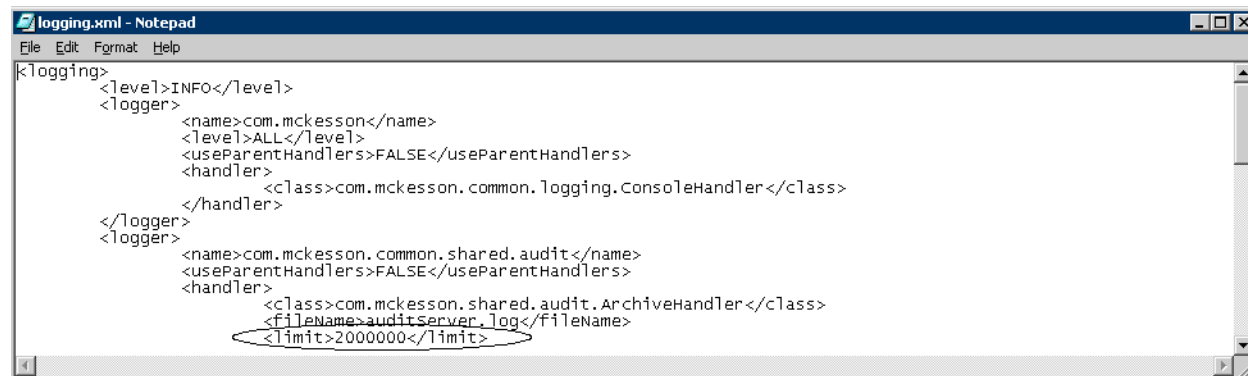 logging.xml - Notepad
File Edit Format Help
<logging>
<level>INFO</level>
<logger>
<name>com.mckesson</name>
<level>ALL</level>
<useParentHandlers>FALSE</useParentHandlers>
<handler>
<class>com.mckesson.common.logging.ConsoleHandler</class>
</handler>
</logger>
<logger>
<name>com.mckesson.common.shared.audit</name>
<useParentHandlers>FALSE</useParentHandlers>
<handler>
<class>com.mckesson.shared.audit.ArchiveHandler</class>
<fileName>auditServer.log</fileName>
<limit>2000000</limit>